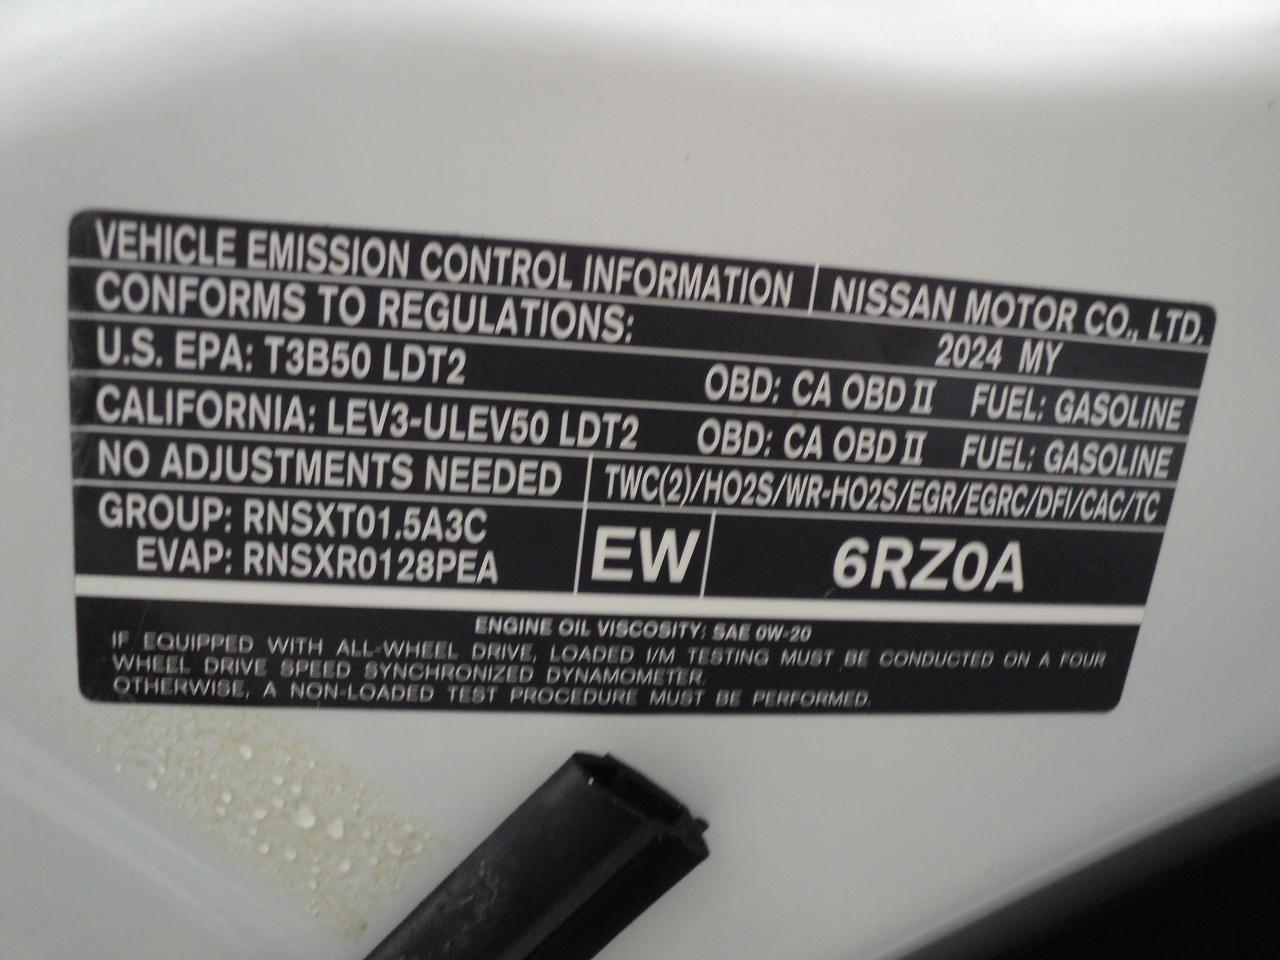 VEHICLE EMISSION CONTROL INFORMATION NISSAN MOTOR CO., LTD.
CONFORMS TO REGULATIONS: 2024 MY
U.S. EPA: T3B50 LDT2 OBD: CA OBD II FUEL: GASOLINE
CALIFORNIA: LEV3-ULEV50 LDT2 OBD: CA OBD II FUEL: GASOLINE
NO ADJUSTMENTS NEEDED TWC(2)/HO2S/WR-HO2S/EGR/EGRC/DFI/CAC/TC
GROUP: RNSXT01.5A3C
EVAP: RNSXR0128PEA
EW 6RZ0A
ENGINE OIL VISCOSITY: SAE 0W-20
IF EQUIPPED WITH ALL-WHEEL DRIVE, LOADED I/M TESTING MUST BE CONDUCTED ON A FOUR
WHEEL DRIVE SPEED SYNCHRONIZED DYNAMOMETER.
OTHERWISE, A NON-LOADED TEST PROCEDURE MUST BE PERFORMED.